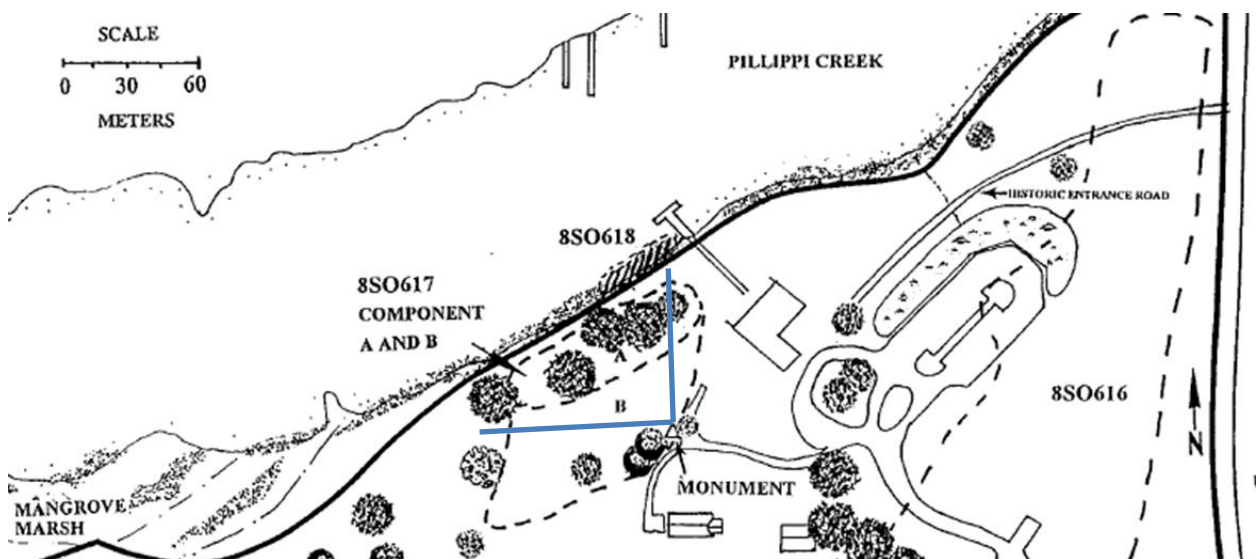 SCALE
0 30 60
METERS
PILLIPPI CREEK
HISTORIC ENTRANCE ROAD
8SO618
8SO617
COMPONENT
A AND B
A
B
8SO616
N
MONUMENT
MANGROVE
MARSH